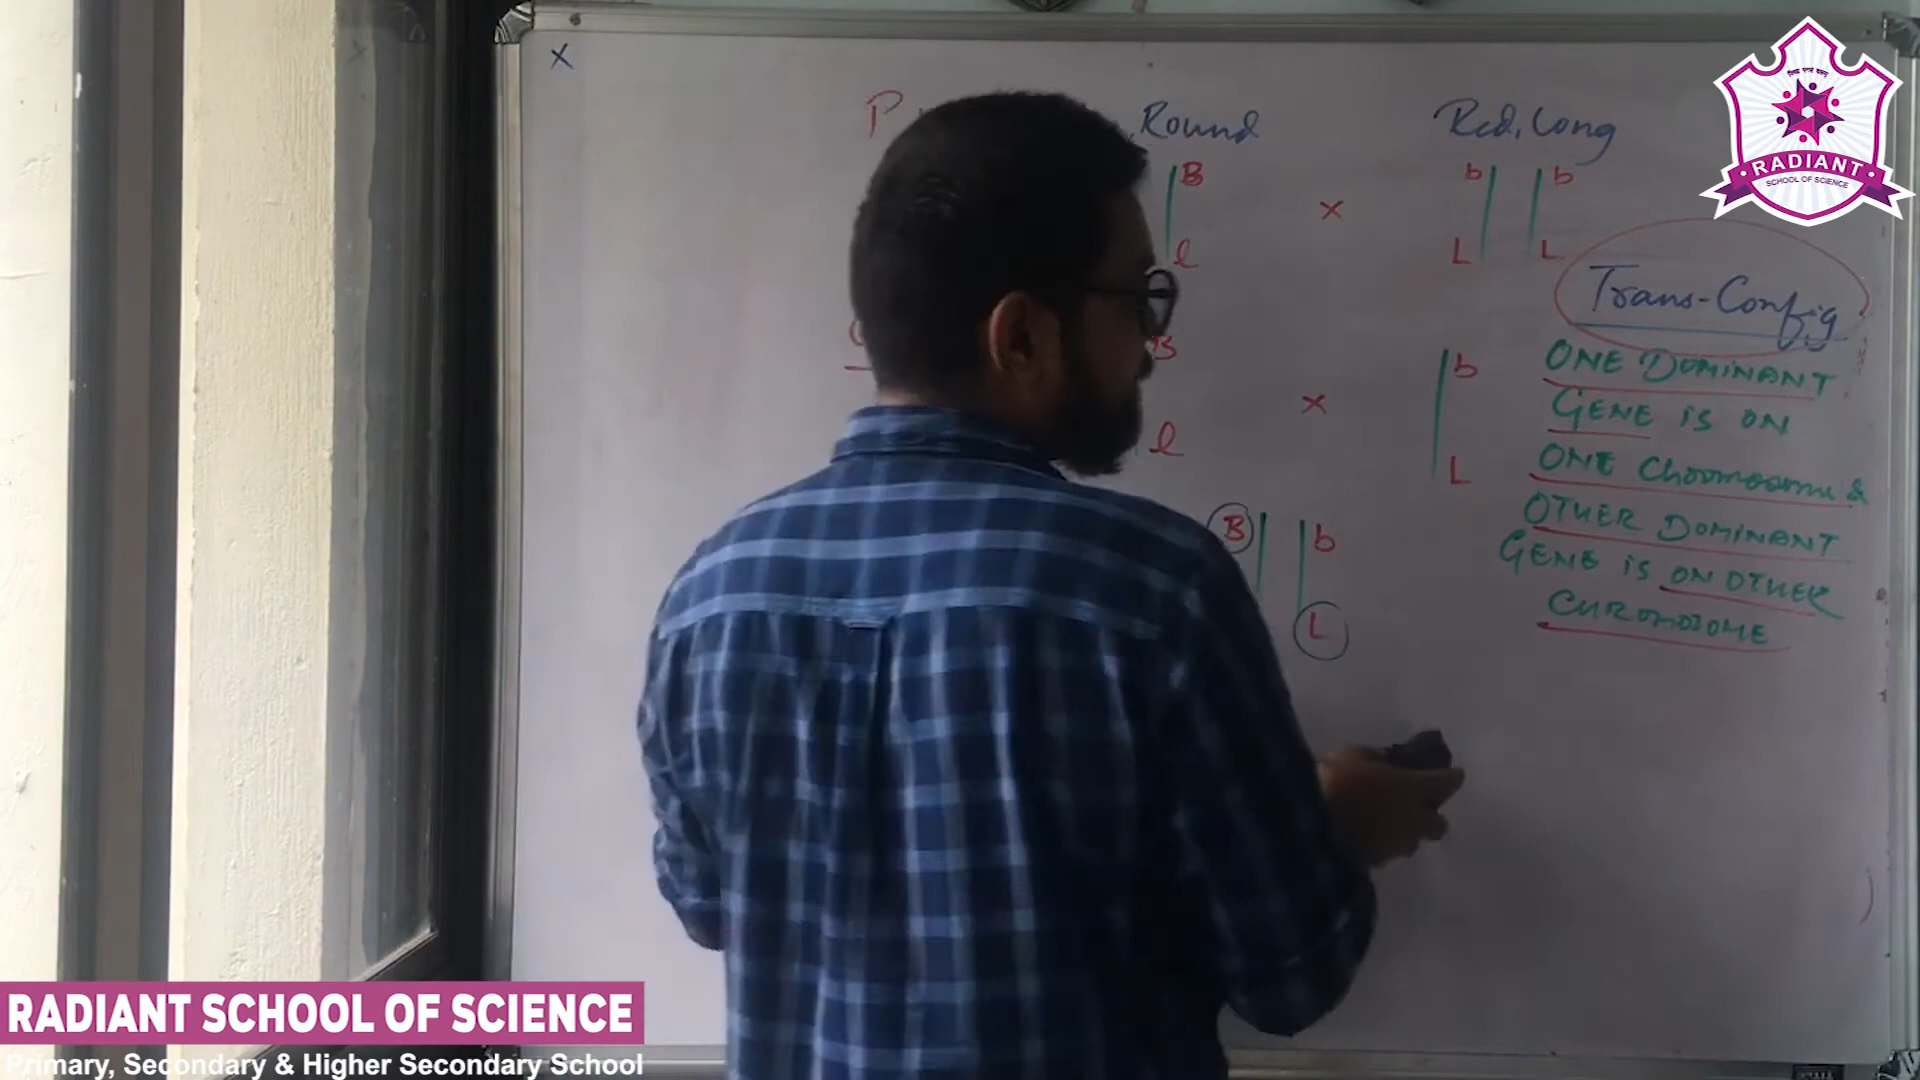 x
P , Round Red, Long
B b b
x
l L L
Trans-Config
B b ONE DOMINANT
x GENE is ON
l L ONE Chromosome &
B b OTHER DOMINANT
GENE is ON OTHER
L CHROMOSOME
RADIANT
SCHOOL OF SCIENCE
RADIANT SCHOOL OF SCIENCE
Primary, Secondary & Higher Secondary School